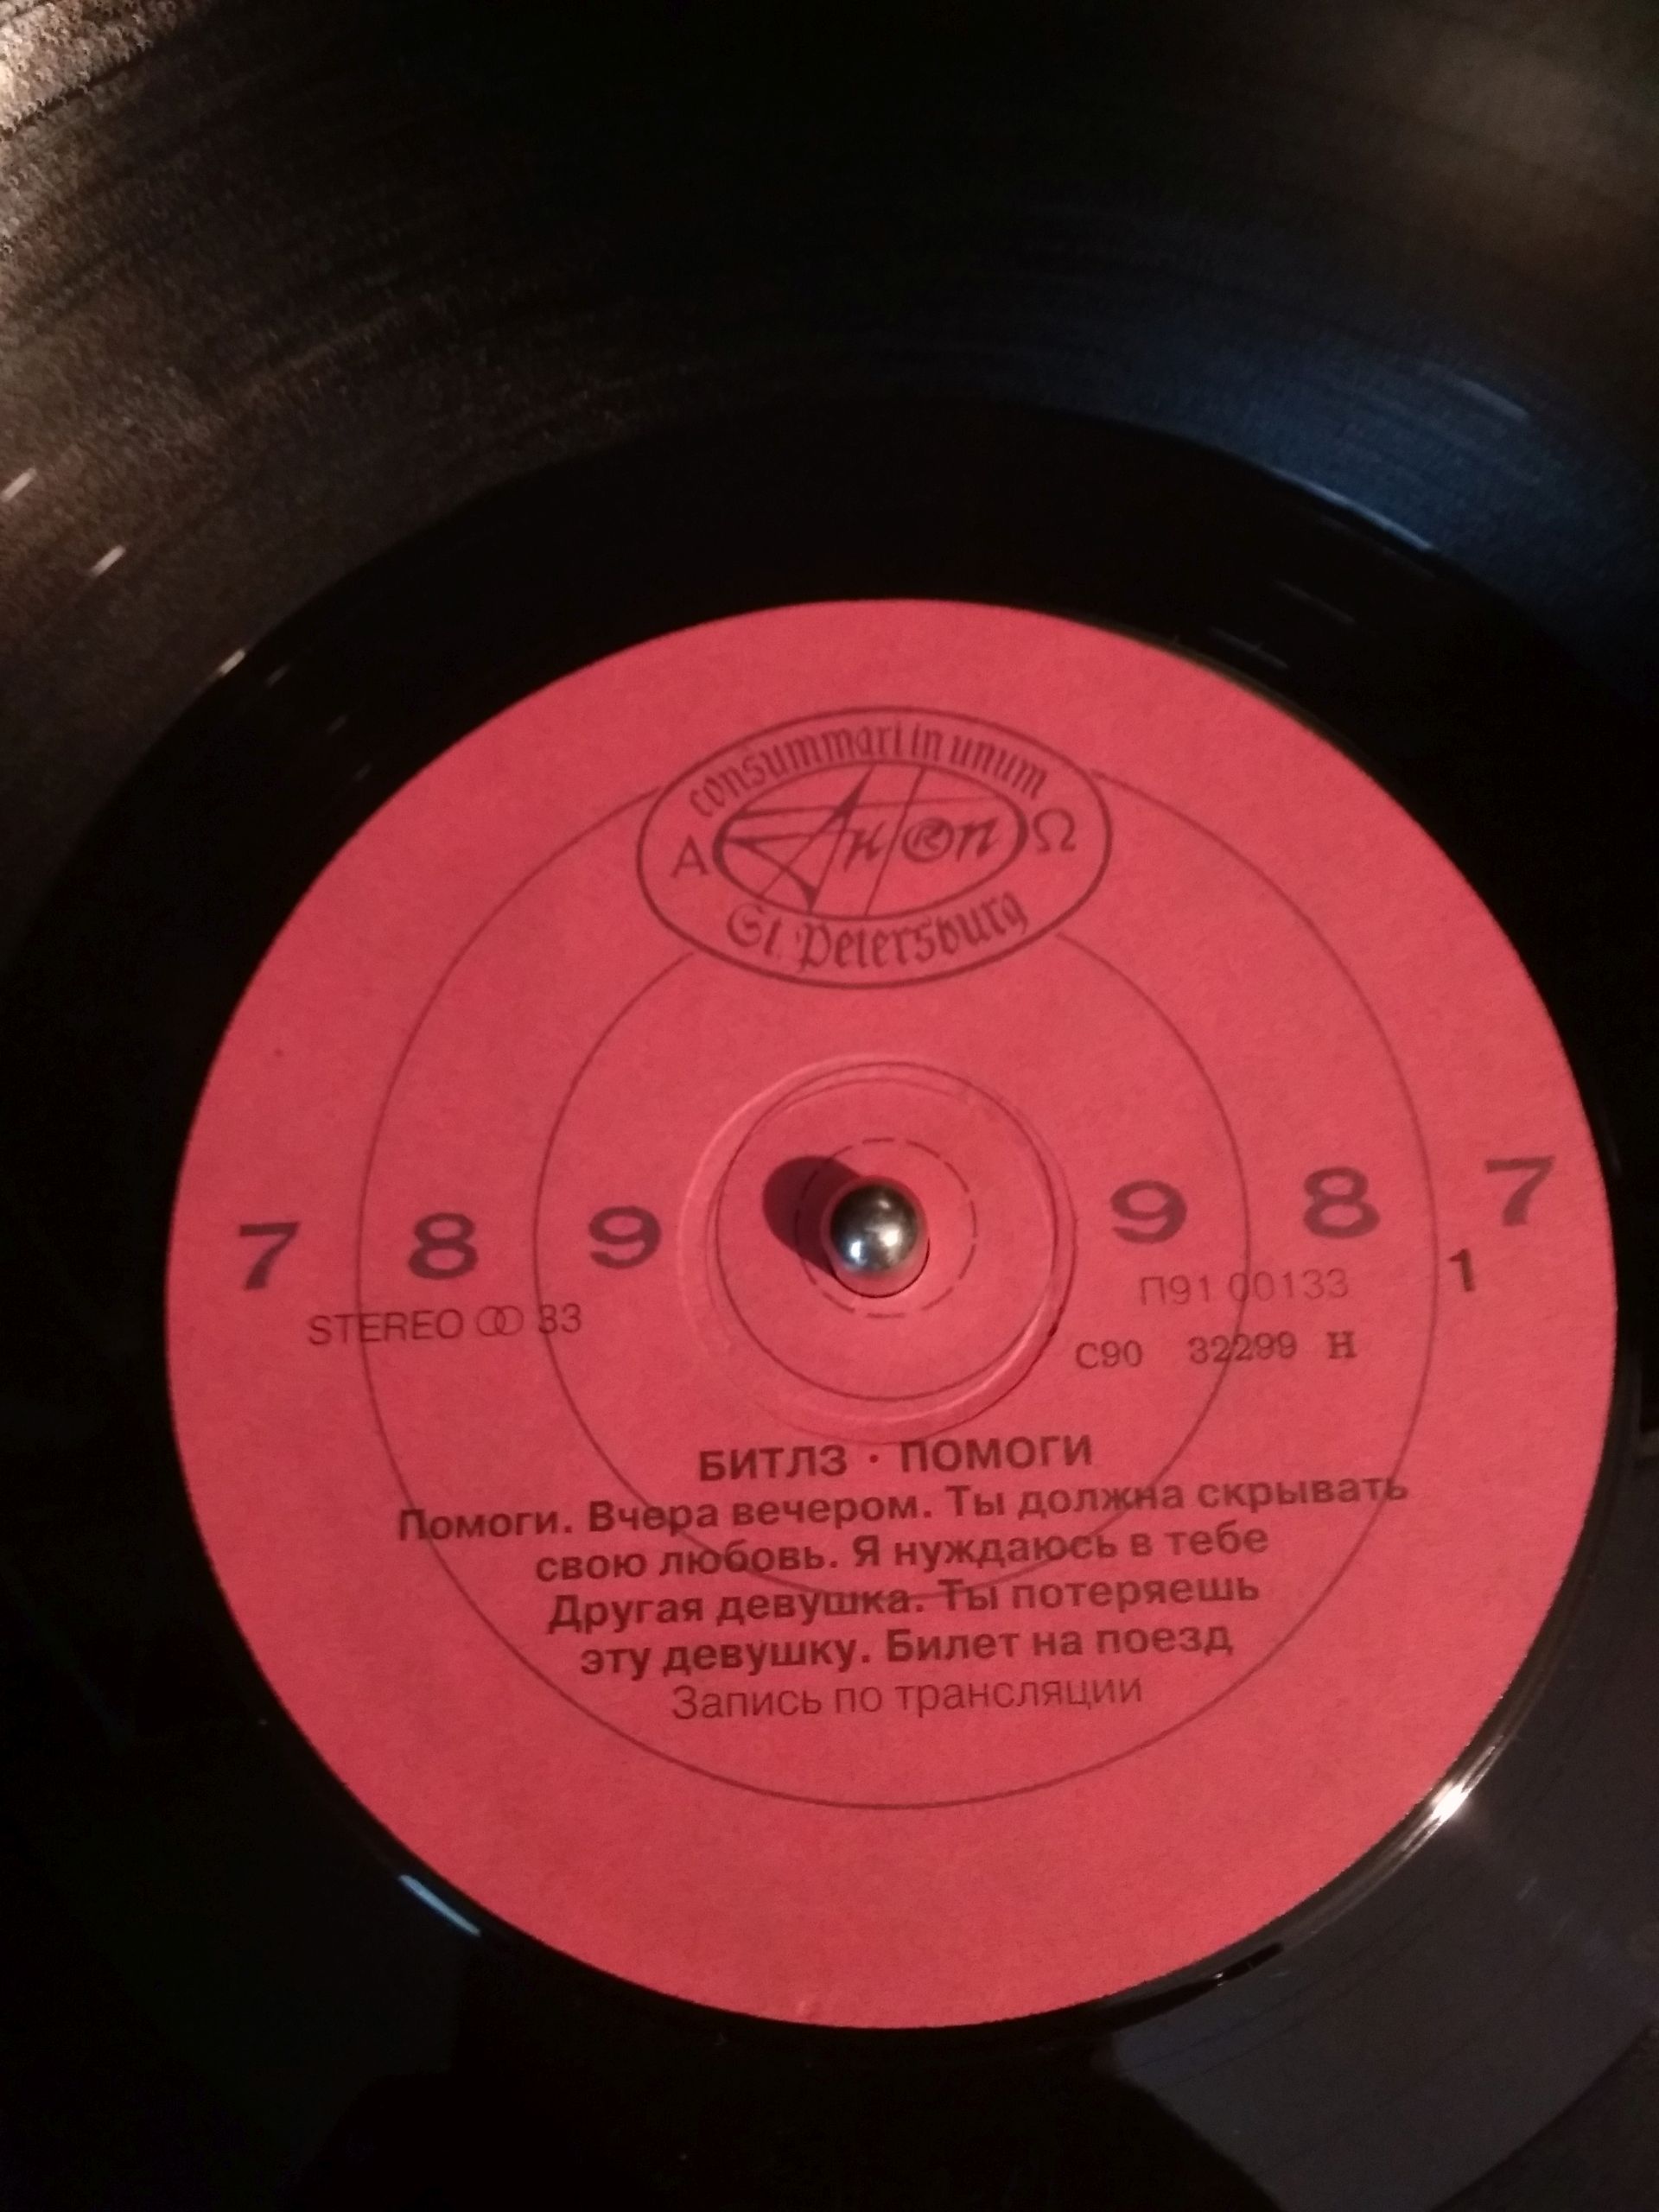 consummari in unum
А АнтRоп Ω
St. Petersburg
7 8 9 9 8 7
STEREO 33 П91 00133 1
С90 32299 Н
БИТЛЗ · ПОМОГИ
Помоги. Вчера вечером. Ты должна скрывать
свою любовь. Я нуждаюсь в тебе
Другая девушка. Ты потеряешь
эту девушку. Билет на поезд
Запись по трансляции